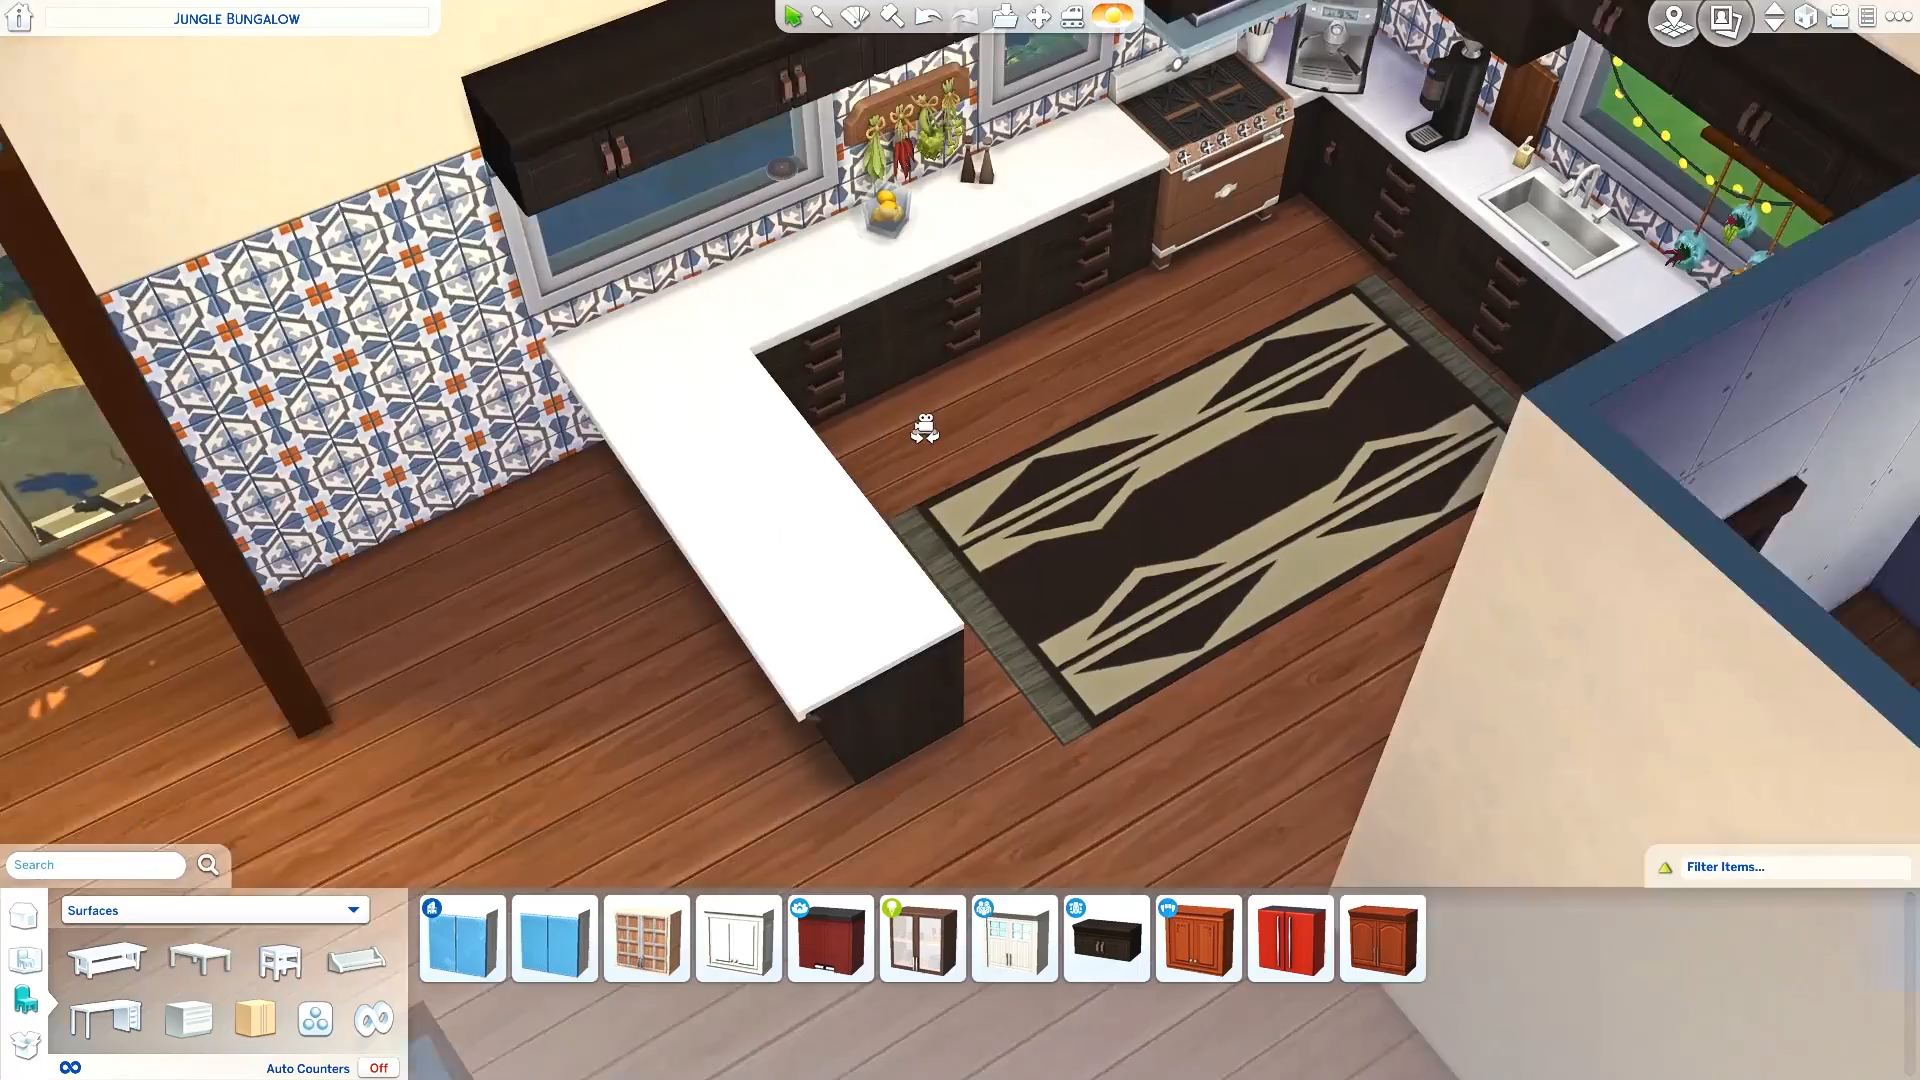 JUNGLE BUNGALOW
Search
Filter Items...
Surfaces
Auto Counters
Off